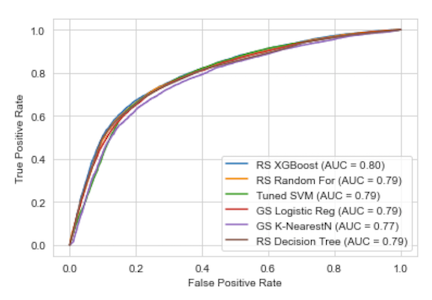 True Positive Rate
1.0
0.8
0.6
0.4
0.2
0.0
RS XGBoost (AUC = 0.80)
RS Random For (AUC = 0.79)
Tuned SVM (AUC = 0.79)
GS Logistic Reg (AUC = 0.79)
GS K-NearestN (AUC = 0.77)
RS Decision Tree (AUC = 0.79)
0.0 0.2 0.4 0.6 0.8 1.0
False Positive Rate